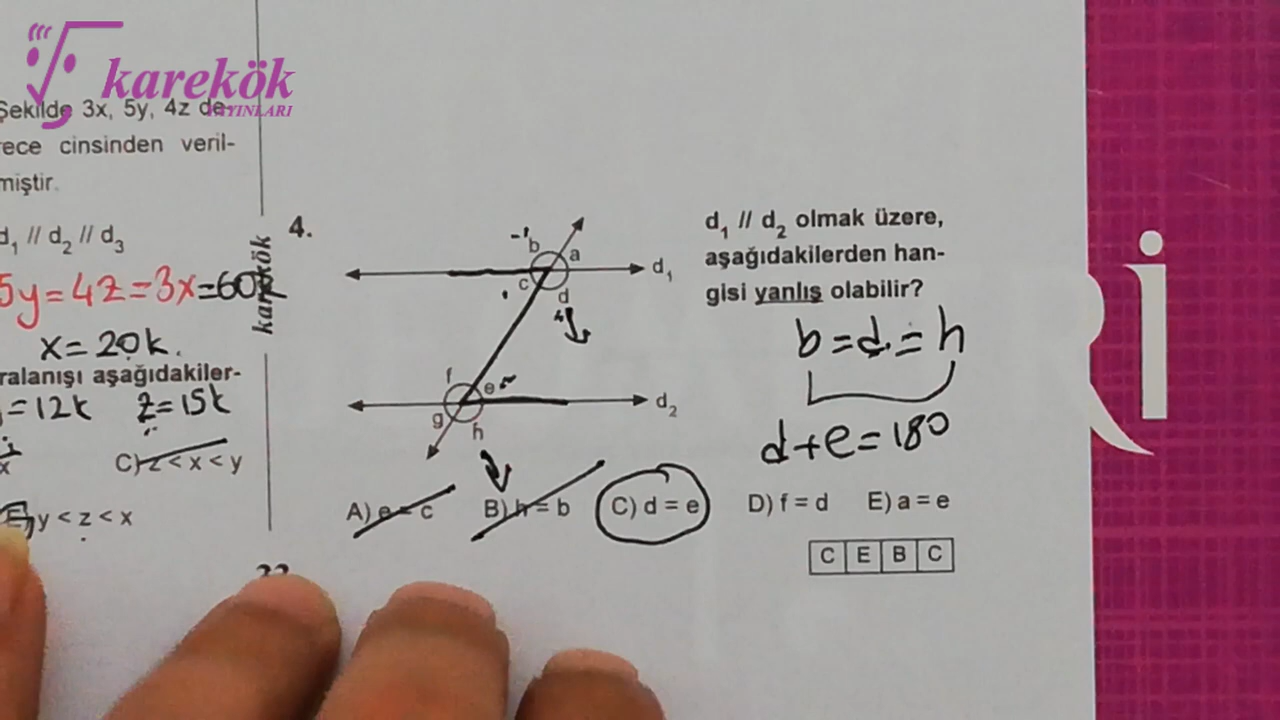 karekök
YAYINLARI
Şekilde 3x, 5y, 4z de-
rece cinsinden veril-
miştir.
d1 // d2 // d3
5y=4z=3x=60k
x=20k.
ralanışı aşağıdakiler-
=12k z=15k
x
C) z < x < y
E) y < z < x
karekök
4.
b
a
c
d
d1
f
e
g
h
d2
d1 // d2 olmak üzere,
aşağıdakilerden han-
gisi yanlış olabilir?
b=d=h
d+e=180
A) e = c B) h = b C) d = e D) f = d E) a = e
C E B C
Rİ